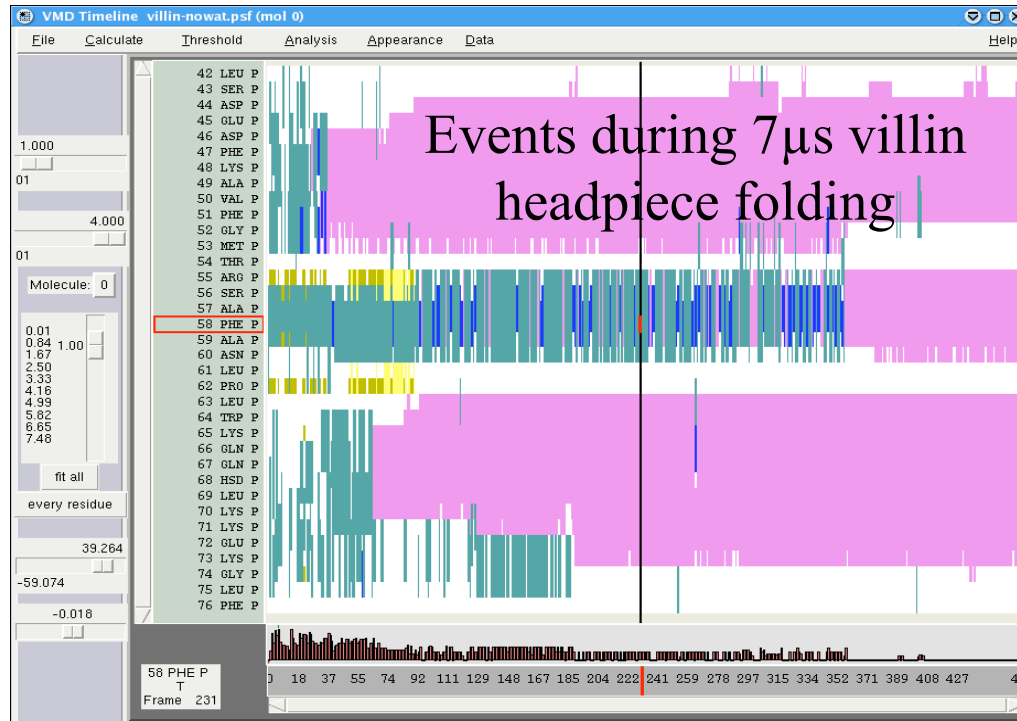 VMD Timeline villin-nowat.psf (mol 0)
File Calculate Threshold Analysis Appearance Data Help
1.000
01
4.000
01
Molecule: 0
0.01
0.84
1.67
2.50
3.33
4.16
4.99
5.82
6.65
7.48
1.00
fit all
every residue
39.264
-59.074
-0.018
42 LEU P
43 SER P
44 ASP P
45 GLU P
46 ASP P
47 PHE P
48 LYS P
49 ALA P
50 VAL P
51 PHE P
52 GLY P
53 MET P
54 THR P
55 ARG P
56 SER P
57 ALA P
58 PHE P
59 ALA P
60 ASN P
61 LEU P
62 PRO P
63 LEU P
64 TRP P
65 LYS P
66 GLN P
67 GLN P
68 HSD P
69 LEU P
70 LYS P
71 LYS P
72 GLU P
73 LYS P
74 GLY P
75 LEU P
76 PHE P
Events during 7µs villin
headpiece folding
58 PHE P
T
Frame 231
18 37 55 74 92 111 129 148 167 185 204 222 241 259 278 297 315 334 352 371 389 408 427